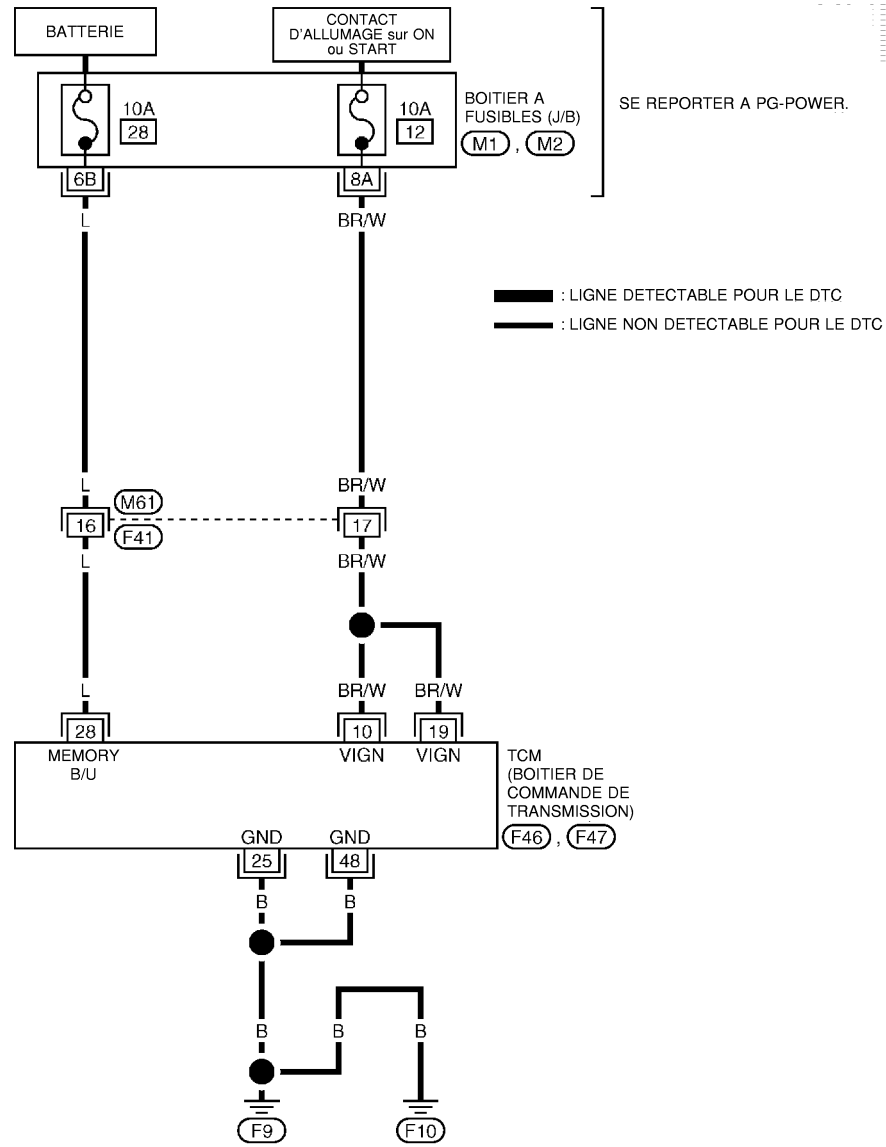 BATTERIE
CONTACT
D'ALLUMAGE sur ON
ou START
10A
28
10A
12
BOITIER A
FUSIBLES (J/B)
M1 , M2
SE REPORTER A PG-POWER.
6B
8A
L
BR/W
: LIGNE DETECTABLE POUR LE DTC
: LIGNE NON DETECTABLE POUR LE DTC
L
BR/W
M61
16
17
F41
L
BR/W
L
BR/W
BR/W
28
10
19
MEMORY
B/U
VIGN
VIGN
TCM
(BOITIER DE
COMMANDE DE
TRANSMISSION)
F46 , F47
GND
GND
25
48
B
B
B
B
B
F9
F10